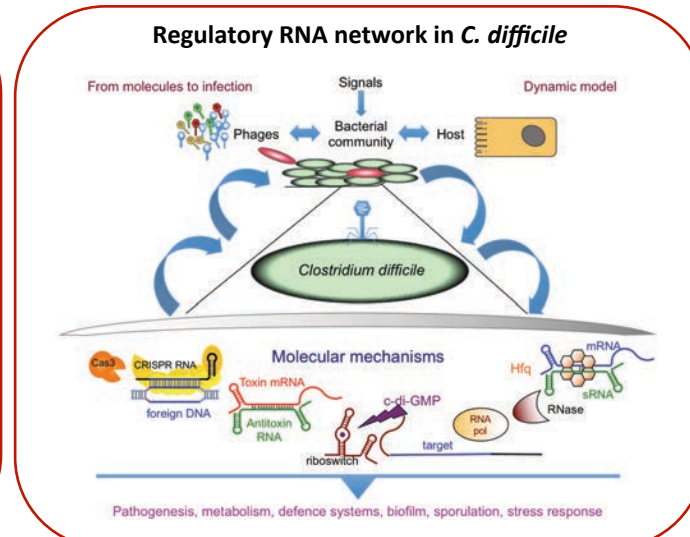 Regulatory RNA network in C. difficile
From molecules to infection
Signals
Dynamic model
Phages
Bacterial
community
Host
Clostridium difficile
Molecular mechanisms
Cas3
CRISPR RNA
foreign DNA
Toxin mRNA
Antitoxin
RNA
c-di-GMP
riboswitch
target
RNA
pol
Hfq
mRNA
sRNA
RNase
Pathogenesis, metabolism, defence systems, biofilm, sporulation, stress response